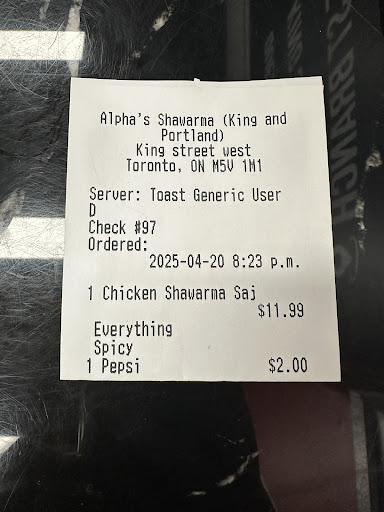 Alpha's Shawarma (King and
Portland)
King street west
Toronto, ON M5V 1M1
Server: Toast Generic User
D
Check #97
Ordered:
2025-04-20 8:23 p.m.
1 Chicken Shawarma Saj
$11.99
Everything
Spicy
1 Pepsi $2.00